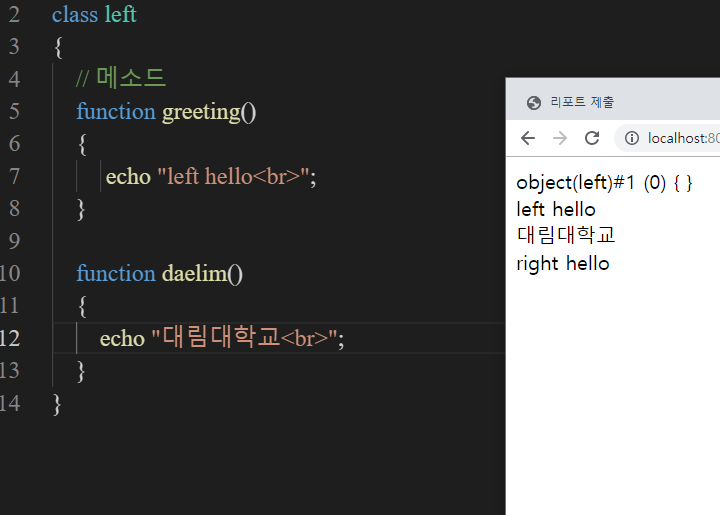 2 class left
3 {
4 // 메소드
5 function greeting()
6 {
7 echo "left hello<br>";
8 }
9
10 function daelim()
11 {
12 echo "대림대학교<br>";
13 }
14 }
리포트 제출
localhost:80
object(left)#1 (0) { }
left hello
대림대학교
right hello